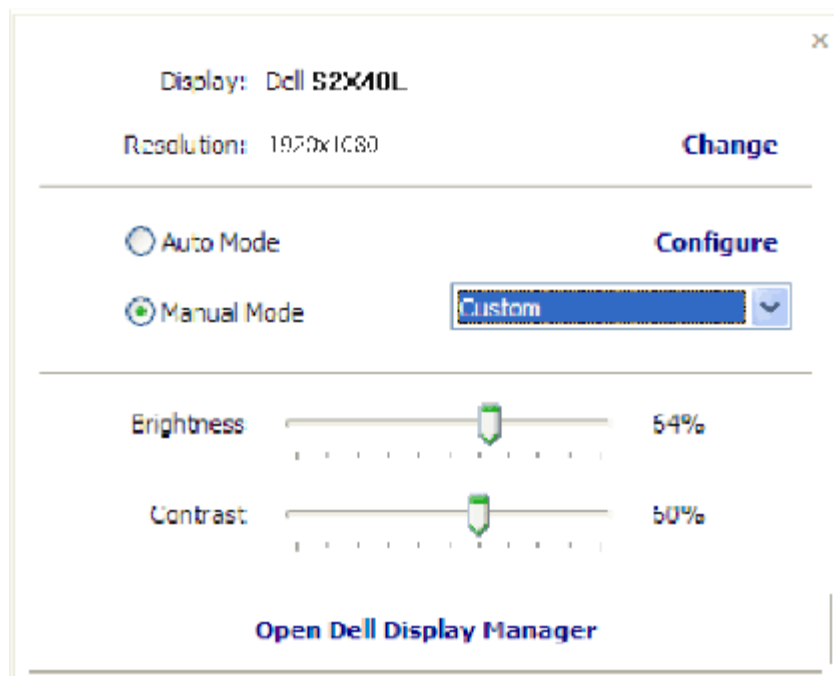 Display: Dell S2X40L
Resolution: 1920x1080 Change
Auto Mode Configure
Manual Mode Custom
Brightness 64%
Contrast 60%
Open Dell Display Manager